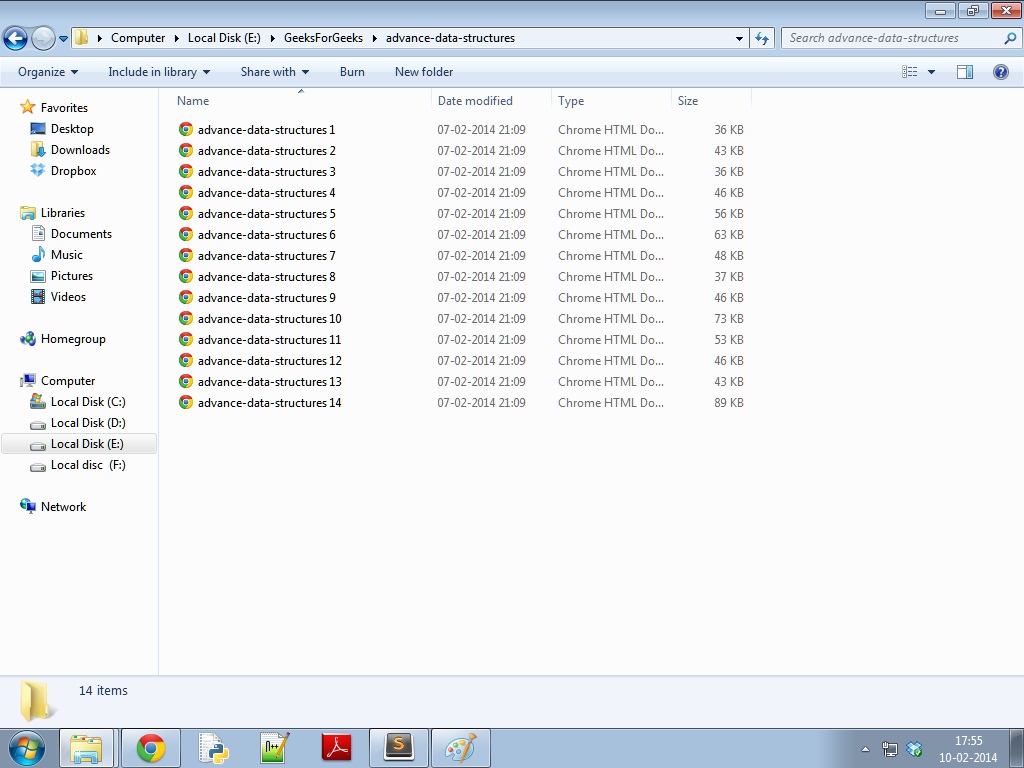 Computer Local Disk (E:) GeeksForGeeks advance-data-structures Search advance-data-structures
Organize Include in library Share with Burn New folder
Favorites
Desktop
Downloads
Dropbox
Libraries
Documents
Music
Pictures
Videos
Homegroup
Computer
Local Disk (C:)
Local Disk (D:)
Local Disk (E:)
Local disc (F:)
Network
Name Date modified Type Size
advance-data-structures 1 07-02-2014 21:09 Chrome HTML Do... 36 KB
advance-data-structures 2 07-02-2014 21:09 Chrome HTML Do... 43 KB
advance-data-structures 3 07-02-2014 21:09 Chrome HTML Do... 36 KB
advance-data-structures 4 07-02-2014 21:09 Chrome HTML Do... 46 KB
advance-data-structures 5 07-02-2014 21:09 Chrome HTML Do... 56 KB
advance-data-structures 6 07-02-2014 21:09 Chrome HTML Do... 63 KB
advance-data-structures 7 07-02-2014 21:09 Chrome HTML Do... 48 KB
advance-data-structures 8 07-02-2014 21:09 Chrome HTML Do... 37 KB
advance-data-structures 9 07-02-2014 21:09 Chrome HTML Do... 46 KB
advance-data-structures 10 07-02-2014 21:09 Chrome HTML Do... 73 KB
advance-data-structures 11 07-02-2014 21:09 Chrome HTML Do... 53 KB
advance-data-structures 12 07-02-2014 21:09 Chrome HTML Do... 46 KB
advance-data-structures 13 07-02-2014 21:09 Chrome HTML Do... 43 KB
advance-data-structures 14 07-02-2014 21:09 Chrome HTML Do... 89 KB
14 items
17:55
10-02-2014